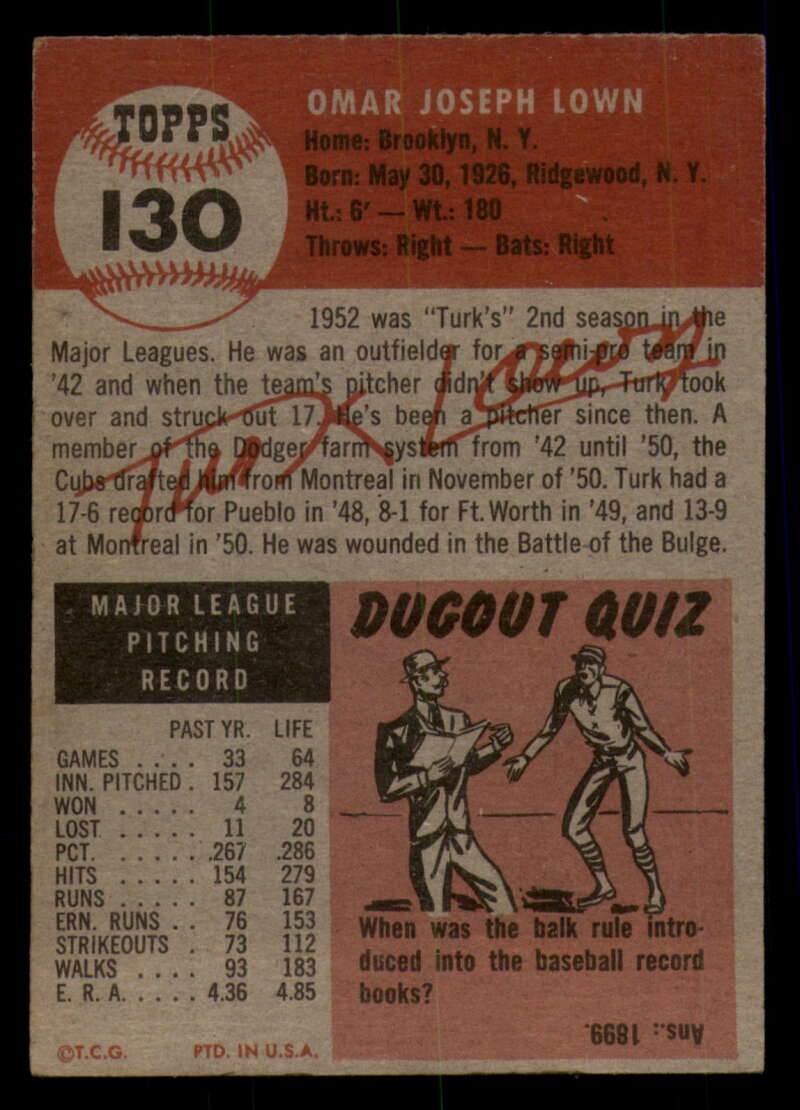 TOPPS
130
OMAR JOSEPH LOWN
Home: Brooklyn, N. Y.
Born: May 30, 1926, Ridgewood, N. Y.
Ht.: 6' — Wt.: 180
Throws: Right — Bats: Right
1952 was "Turk's" 2nd season in the
Major Leagues. He was an outfielder for a semi-pro team in
'42 and when the team's pitcher didn't show up, Turk took
over and struck out 17. He's been a pitcher since then. A
member of the Dodger farm system from '42 until '50, the
Cubs drafted him from Montreal in November of '50. Turk had a
17-6 record for Pueblo in '48, 8-1 for Ft. Worth in '49, and 13-9
at Montreal in '50. He was wounded in the Battle of the Bulge.
Turk Lown
MAJOR LEAGUE
PITCHING
RECORD
PAST YR. LIFE
GAMES .... 33 64
INN. PITCHED . 157 284
WON ..... 4 8
LOST ..... 11 20
PCT. ..... .267 .286
HITS ..... 154 279
RUNS ..... 87 167
ERN. RUNS .. 76 153
STRIKEOUTS . 73 112
WALKS .... 93 183
E. R. A. .... 4.36 4.85
©T.C.G. PTD. IN U.S.A.
DUGOUT QUIZ
When was the balk rule intro-
duced into the baseball record
books?
Ans.: 1899.